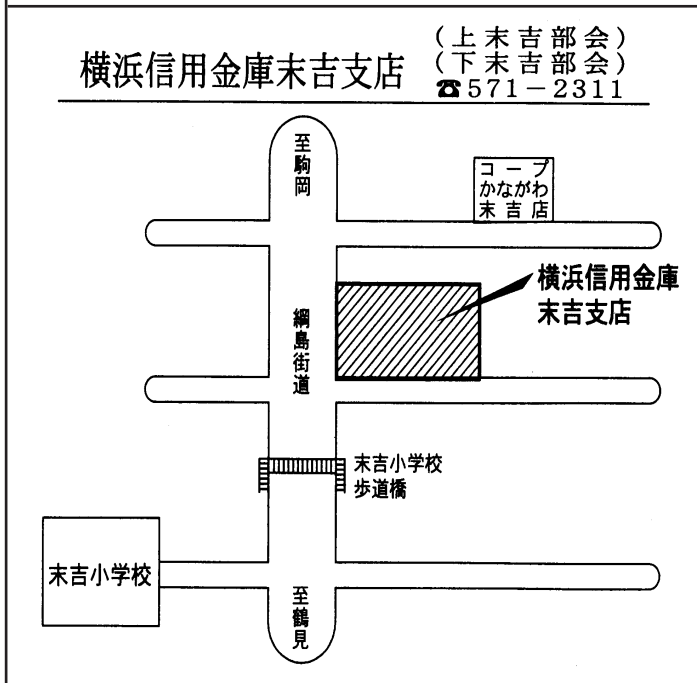 横浜信用金庫末吉支店
（上末吉部会）
（下末吉部会）
☎571－2311
至駒岡
コープ
かながわ
末吉店
横浜信用金庫
末吉支店
綱島街道
末吉小学校
歩道橋
末吉小学校
至鶴見